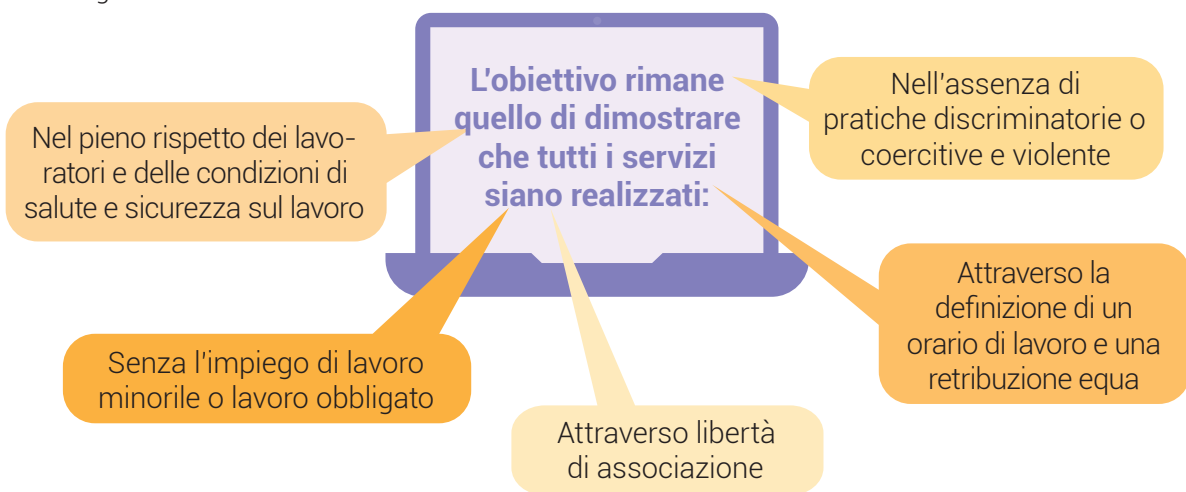 L'obiettivo rimane
quello di dimostrare
che tutti i servizi
siano realizzati:
Nel pieno rispetto dei lavo-
ratori e delle condizioni di
salute e sicurezza sul lavoro
Senza l'impiego di lavoro
minorile o lavoro obbligato
Attraverso libertà
di associazione
Attraverso la
definizione di un
orario di lavoro e una
retribuzione equa
Nell'assenza di
pratiche discriminatorie o
coercitive e violente